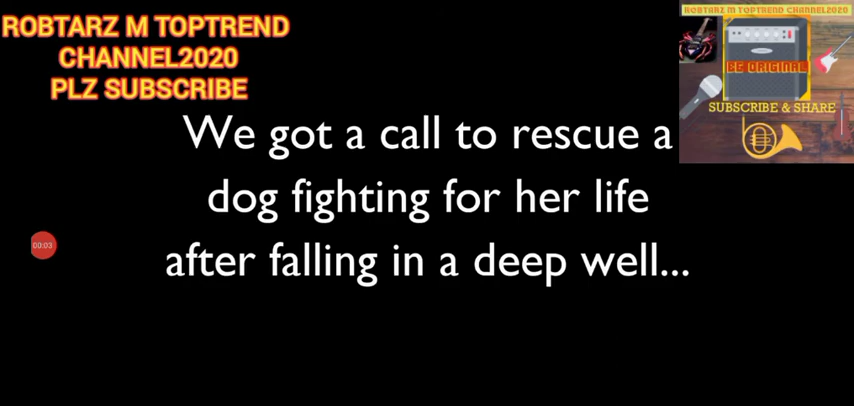 ROBTARZ M TOPTREND
CHANNEL2020
PLZ SUBSCRIBE
ROBTARZ M TOPTREND CHANNEL2020
BE ORIGINAL
SUBSCRIBE & SHARE
We got a call to rescue a
dog fighting for her life
after falling in a deep well...
00:03